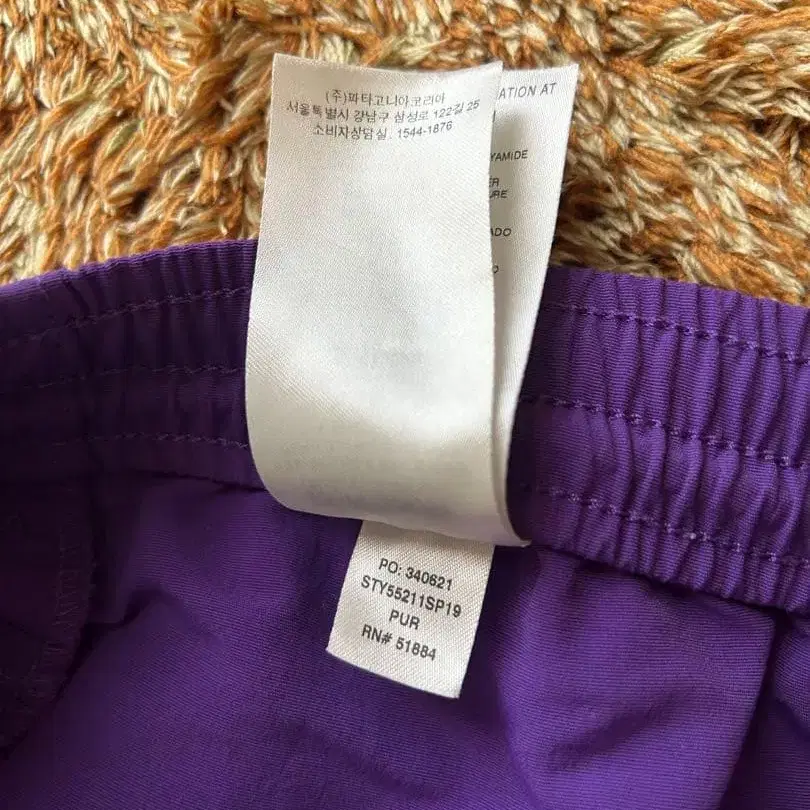 (주)파타고니아코리아
서울특별시 강남구 삼성로 122길 25
소비자상담실. 1544-1876
ATION AT
YAMIDE
ER
URE
ADO
PO: 340621
STY55211SP19
PUR
RN# 51884